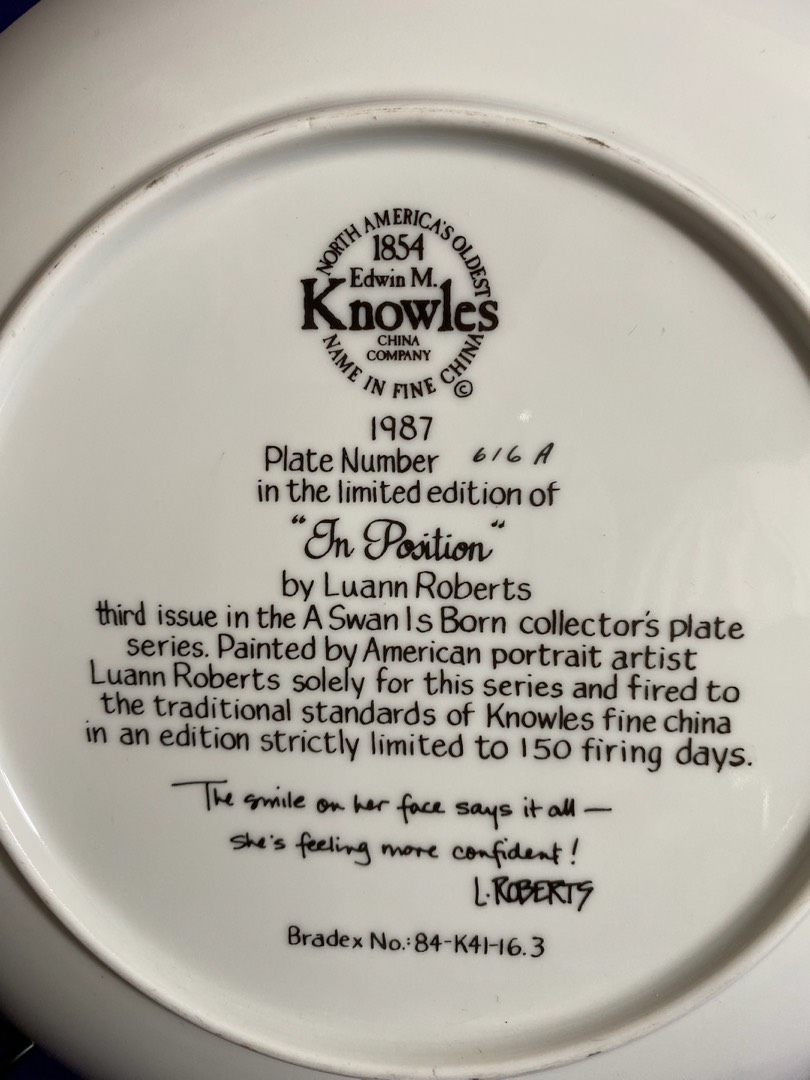 NORTH AMERICA'S OLDEST
1854
Edwin M.
Knowles
CHINA
COMPANY
NAME IN FINE CHINA
©
1987
Plate Number 616 A
in the limited edition of
"In Position"
by Luann Roberts
third issue in the A Swan Is Born collector's plate
series. Painted by American portrait artist
Luann Roberts solely for this series and fired to
the traditional standards of Knowles fine china
in an edition strictly limited to 150 firing days.
The smile on her face says it all —
she's feeling more confident!
L. ROBERTS
Bradex No.: 84-K41-16.3